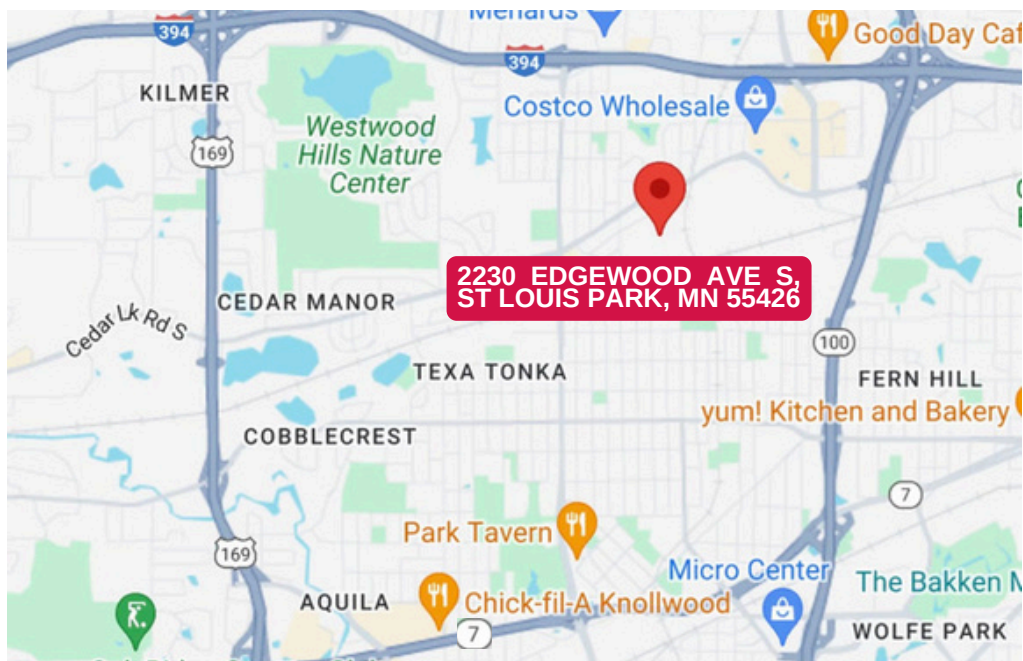 Menards
394
Good Day Caf
394
KILMER
Costco Wholesale
Westwood
Hills Nature
Center
169
2230 EDGEWOOD AVE S,
ST LOUIS PARK, MN 55426
CEDAR MANOR
Cedar Lk Rd S
100
TEXA TONKA
FERN HILL
yum! Kitchen and Bakery
COBBLECREST
7
Park Tavern
169
Micro Center
The Bakken M
AQUILA
Chick-fil-A Knollwood
7
WOLFE PARK